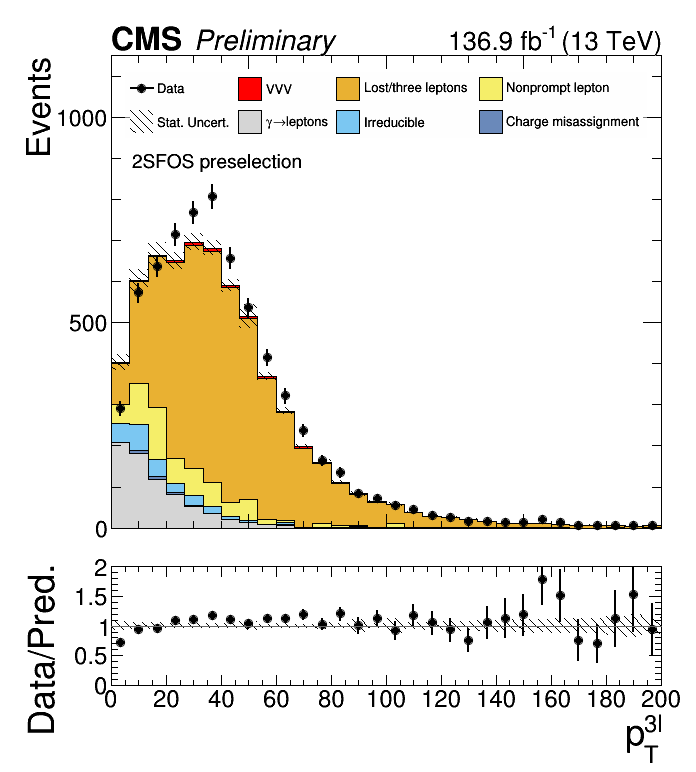 CMS Preliminary 136.9 fb⁻¹ (13 TeV)
Events
Data VVV Lost/three leptons Nonprompt lepton
Stat. Uncert. γ→leptons Irreducible Charge misassignment
2SFOS preselection
1000
500
0
Data/Pred.
2
1.5
1
0.5
0
0 20 40 60 80 100 120 140 160 180 200
p_T^{3l}